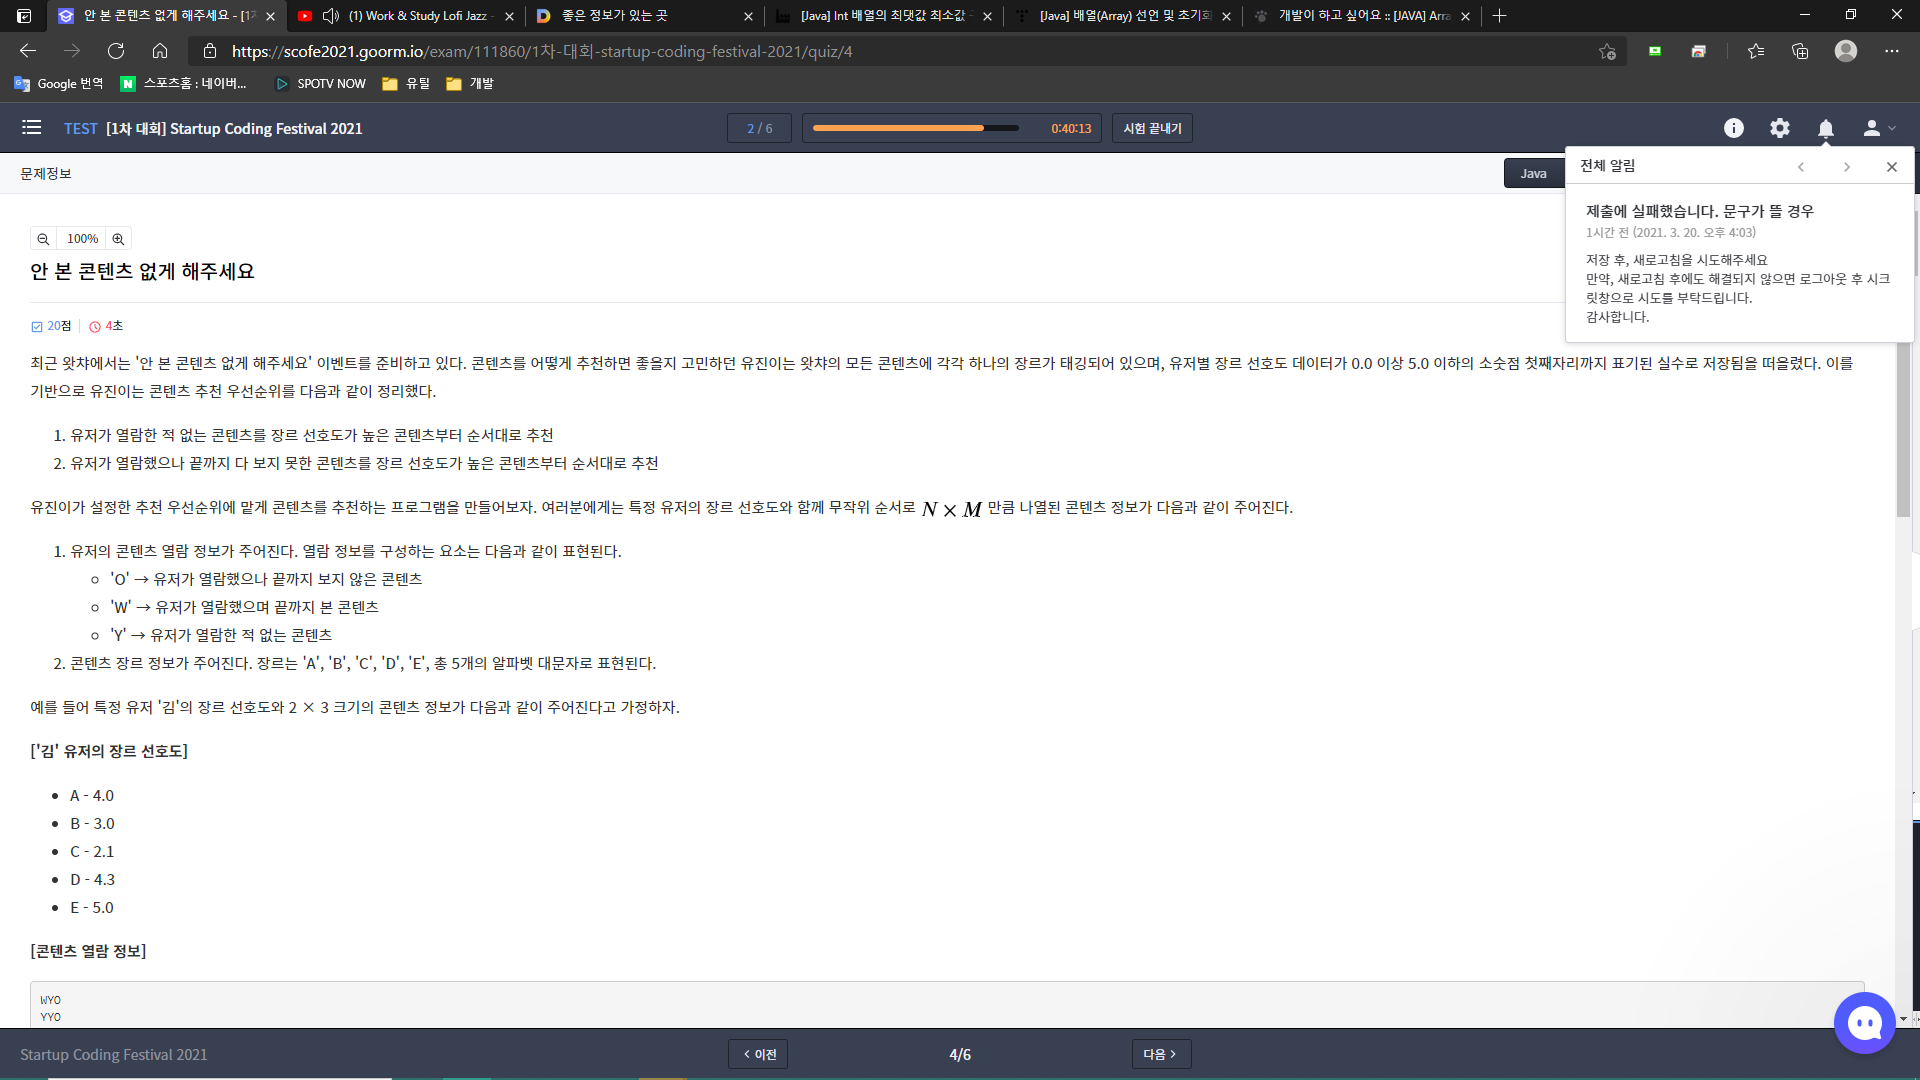 안 본 콘텐츠 없게 해주세요 - [1차
(1) Work & Study Lofi Jazz -
좋은 정보가 있는 곳
[Java] Int 배열의 최댓값 최소값 -
[Java] 배열(Array) 선언 및 초기화
개발이 하고 싶어요 :: [JAVA] Arra
https://scofe2021.goorm.io/exam/111860/1차-대회-startup-coding-festival-2021/quiz/4
Google 번역
스포츠홈 : 네이버...
SPOTV NOW
유틸
개발
TEST [1차 대회] Startup Coding Festival 2021
2 / 6
0:40:13
시험 끝내기
문제정보
Java
전체 알림
제출에 실패했습니다. 문구가 뜰 경우
1시간 전 (2021. 3. 20. 오후 4:03)
저장 후, 새로고침을 시도해주세요
만약, 새로고침 후에도 해결되지 않으면 로그아웃 후 시크
릿창으로 시도를 부탁드립니다.
감사합니다.
100%
안 본 콘텐츠 없게 해주세요
20점
4초
최근 왓챠에서는 '안 본 콘텐츠 없게 해주세요' 이벤트를 준비하고 있다. 콘텐츠를 어떻게 추천하면 좋을지 고민하던 유진이는 왓챠의 모든 콘텐츠에 각각 하나의 장르가 태깅되어 있으며, 유저별 장르 선호도 데이터가 0.0 이상 5.0 이하의 소숫점 첫째자리까지 표기된 실수로 저장됨을 떠올렸다. 이를
기반으로 유진이는 콘텐츠 추천 우선순위를 다음과 같이 정리했다.
1. 유저가 열람한 적 없는 콘텐츠를 장르 선호도가 높은 콘텐츠부터 순서대로 추천
2. 유저가 열람했으나 끝까지 다 보지 못한 콘텐츠를 장르 선호도가 높은 콘텐츠부터 순서대로 추천
유진이가 설정한 추천 우선순위에 맡게 콘텐츠를 추천하는 프로그램을 만들어보자. 여러분에게는 특정 유저의 장르 선호도와 함께 무작위 순서로 N × M 만큼 나열된 콘텐츠 정보가 다음과 같이 주어진다.
1. 유저의 콘텐츠 열람 정보가 주어진다. 열람 정보를 구성하는 요소는 다음과 같이 표현된다.
'O' → 유저가 열람했으나 끝까지 보지 않은 콘텐츠
'W' → 유저가 열람했으며 끝까지 본 콘텐츠
'Y' → 유저가 열람한 적 없는 콘텐츠
2. 콘텐츠 장르 정보가 주어진다. 장르는 'A', 'B', 'C', 'D', 'E', 총 5개의 알파벳 대문자로 표현된다.
예를 들어 특정 유저 '김'의 장르 선호도와 2 × 3 크기의 콘텐츠 정보가 다음과 같이 주어진다고 가정하자.
['김' 유저의 장르 선호도]
A - 4.0
B - 3.0
C - 2.1
D - 4.3
E - 5.0
[콘텐츠 열람 정보]
WYO
YYO
Startup Coding Festival 2021
이전
4/6
다음